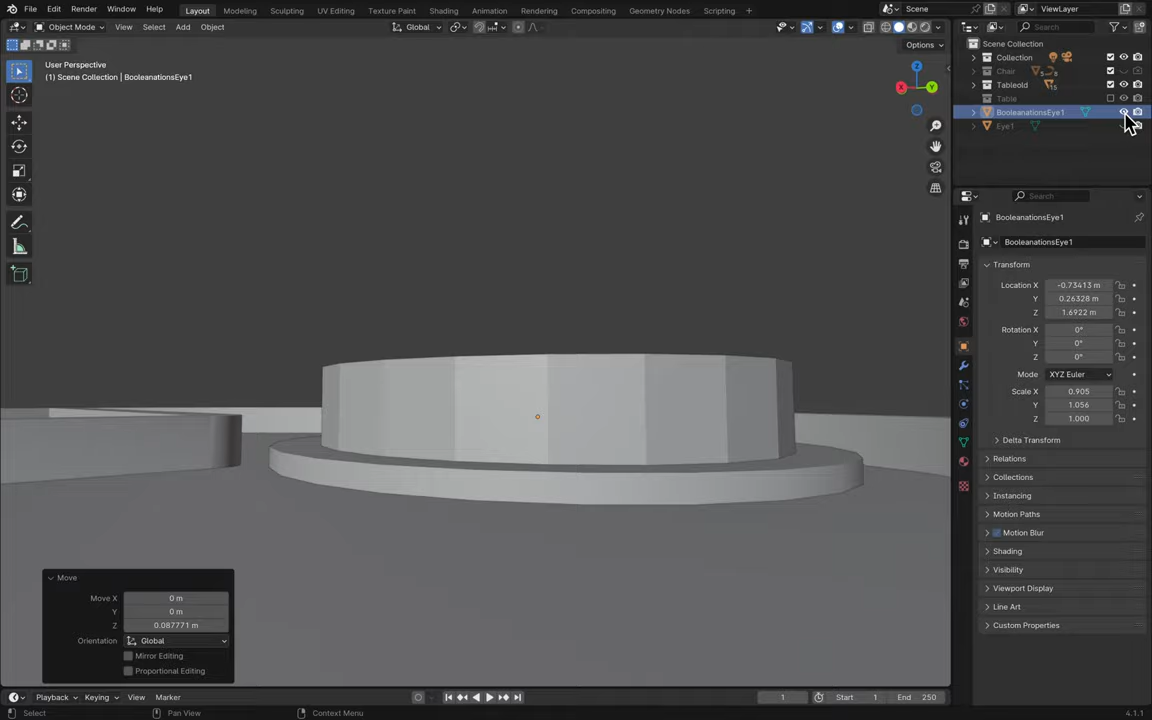 File Edit Render Window Help Layout Modeling Sculpting UV Editing Texture Paint Shading Animation Rendering Compositing Geometry Nodes Scripting + Scene ViewLayer
Object Mode View Select Add Object Global Search
Options
User Perspective
(1) Scene Collection | BooleanationsEye1
Z
X
Y
Scene Collection
Collection
Chair 5 8
Tableold 15
Table
BooleanationsEye1
Eye1
Search
BooleanationsEye1
BooleanationsEye1
Transform
Location X -0.73413 m
Y 0.26328 m
Z 1.6922 m
Rotation X 0°
Y 0°
Z 0°
Mode XYZ Euler
Scale X 0.905
Y 1.056
Z 1.000
Delta Transform
Relations
Collections
Instancing
Motion Paths
Motion Blur
Shading
Visibility
Viewport Display
Line Art
Custom Properties
Move
Move X 0 m
Y 0 m
Z 0.087771 m
Orientation Global
Mirror Editing
Proportional Editing
Playback Keying View Marker 1 Start 1 End 250
Select Pan View Context Menu 4.1.1